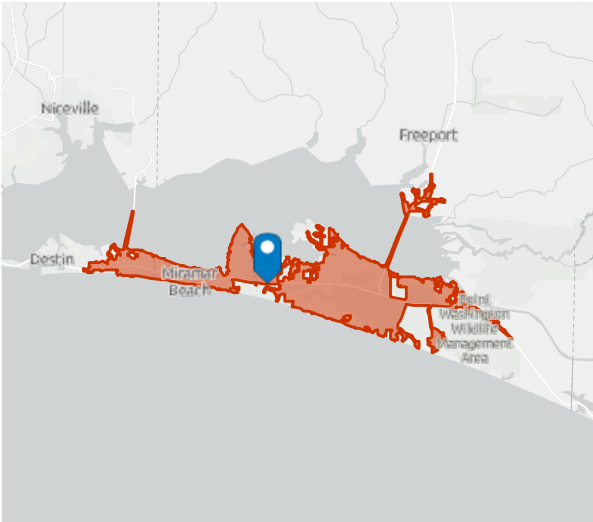 Niceville
Freeport
Destin
Miramar
Beach
Point
Washington
Wildlife
Management
Area